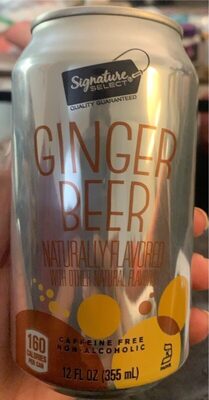 Signature
SELECT
QUALITY GUARANTEED
GINGER
BEER
NATURALLY FLAVORED
WITH OTHER NATURAL FLAVORS
CAFFEINE FREE
NON-ALCOHOLIC
160
CALORIES
PER CAN
12 FL OZ (355 mL)